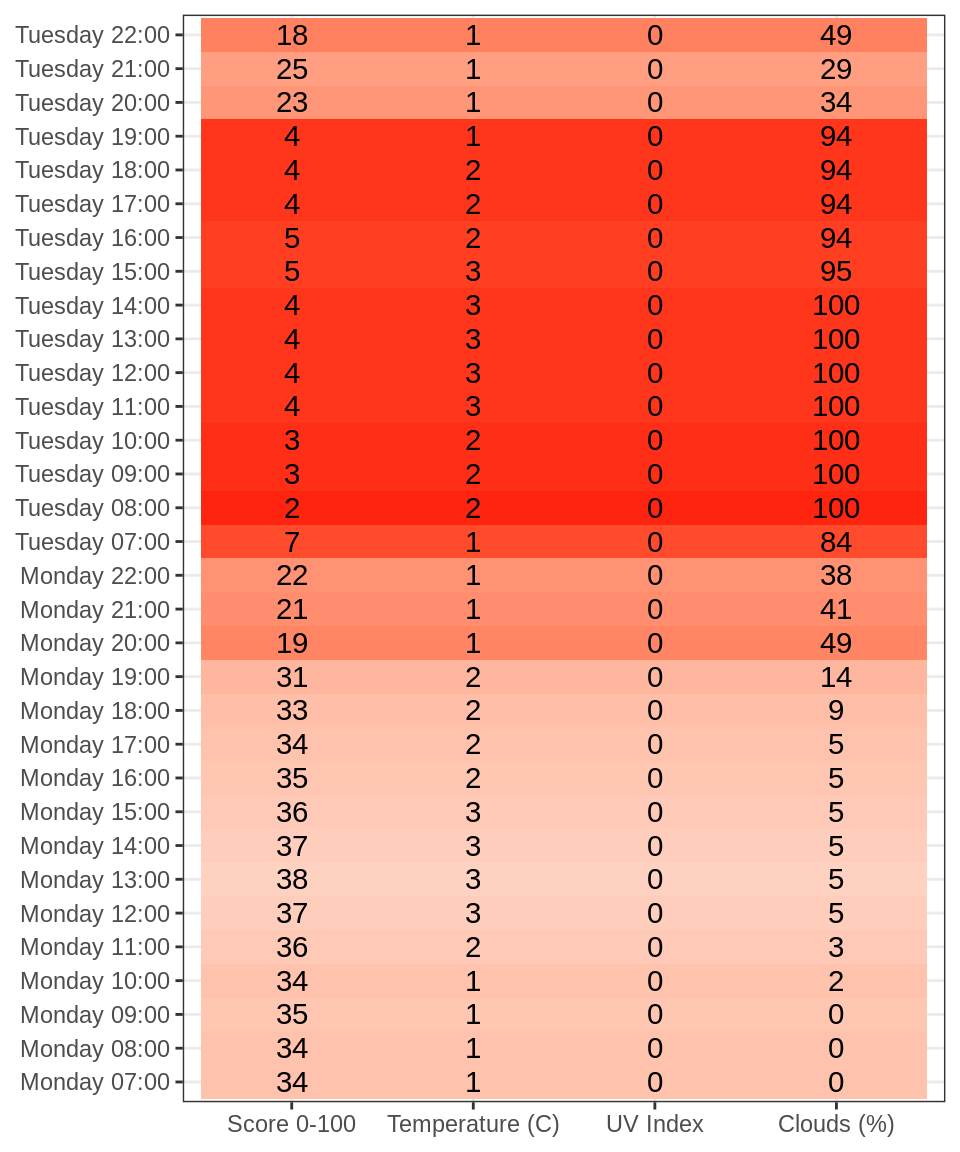 Tuesday 22:00 18 1 0 49
Tuesday 21:00 25 1 0 29
Tuesday 20:00 23 1 0 34
Tuesday 19:00 4 1 0 94
Tuesday 18:00 4 2 0 94
Tuesday 17:00 4 2 0 94
Tuesday 16:00 5 2 0 94
Tuesday 15:00 5 3 0 95
Tuesday 14:00 4 3 0 100
Tuesday 13:00 4 3 0 100
Tuesday 12:00 4 3 0 100
Tuesday 11:00 4 3 0 100
Tuesday 10:00 3 2 0 100
Tuesday 09:00 3 2 0 100
Tuesday 08:00 2 2 0 100
Tuesday 07:00 7 1 0 84
Monday 22:00 22 1 0 38
Monday 21:00 21 1 0 41
Monday 20:00 19 1 0 49
Monday 19:00 31 2 0 14
Monday 18:00 33 2 0 9
Monday 17:00 34 2 0 5
Monday 16:00 35 2 0 5
Monday 15:00 36 3 0 5
Monday 14:00 37 3 0 5
Monday 13:00 38 3 0 5
Monday 12:00 37 3 0 5
Monday 11:00 36 2 0 3
Monday 10:00 34 1 0 2
Monday 09:00 35 1 0 0
Monday 08:00 34 1 0 0
Monday 07:00 34 1 0 0
Score 0-100 Temperature (C) UV Index Clouds (%)